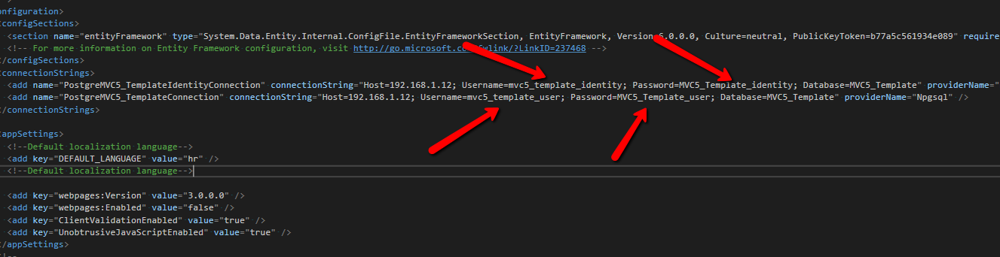 onfiguration>
configSections>
<section name="entityFramework" type="System.Data.Entity.Internal.ConfigFile.EntityFrameworkSection, EntityFramework, Version 6.0.0.0, Culture=neutral, PublicKeyToken=b77a5c561934e089" require
<!-- For more information on Entity Framework configuration, visit http://go.microsoft.co /?LinkID=237468 -->
/configSections>
connectionStrings>
<add name="PostgreMVC5_TemplateIdentityConnection" connectionString="Host=192.168.1.12; Username=mvc5_template_identity; Password=MVC5_Template_identity; Database=MVC5_Template" providerName="
<add name="PostgreMVC5_TemplateConnection" connectionString="Host=192.168.1.12; Username=mvc5_template_user; Password=MVC5_Template_user; Database=MVC5_Template" providerName="Npgsql" />
/connectionStrings>
appSettings>
<!--Default localization language-->
<add key="DEFAULT_LANGUAGE" value="hr" />
<!--Default localization language-->
<add key="webpages:Version" value="3.0.0.0" />
<add key="webpages:Enabled" value="false" />
<add key="ClientValidationEnabled" value="true" />
<add key="UnobtrusiveJavaScriptEnabled" value="true" />
/appSettings>